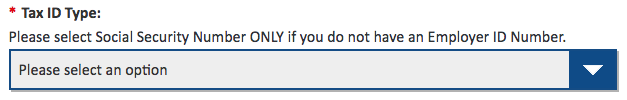 * Tax ID Type:
Please select Social Security Number ONLY if you do not have an Employer ID Number.
Please select an option